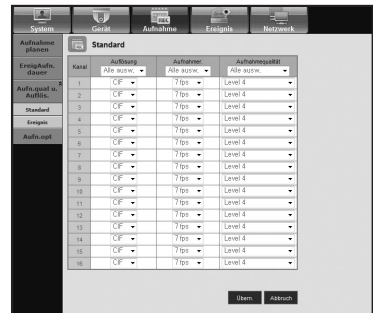 System Gerät Aufnahme Ereignis Netzwerk
Aufnahme planen
EreigAufn. dauer
Aufn.qual u. Auflös.
Standard
Ereignis
Aufn.opt
Standard
Kanal Auflösung Aufnahmer Aufnahmequalität
Alle ausw. Alle ausw. Alle ausw.
1 CIF 7 fps Level 4
2 CIF 7 fps Level 4
3 CIF 7 fps Level 4
4 CIF 7 fps Level 4
5 CIF 7 fps Level 4
6 CIF 7 fps Level 4
7 CIF 7 fps Level 4
8 CIF 7 fps Level 4
9 CIF 7 fps Level 4
10 CIF 7 fps Level 4
11 CIF 7 fps Level 4
12 CIF 7 fps Level 4
13 CIF 7 fps Level 4
14 CIF 7 fps Level 4
15 CIF 7 fps Level 4
16 CIF 7 fps Level 4
Übern. Abbruch